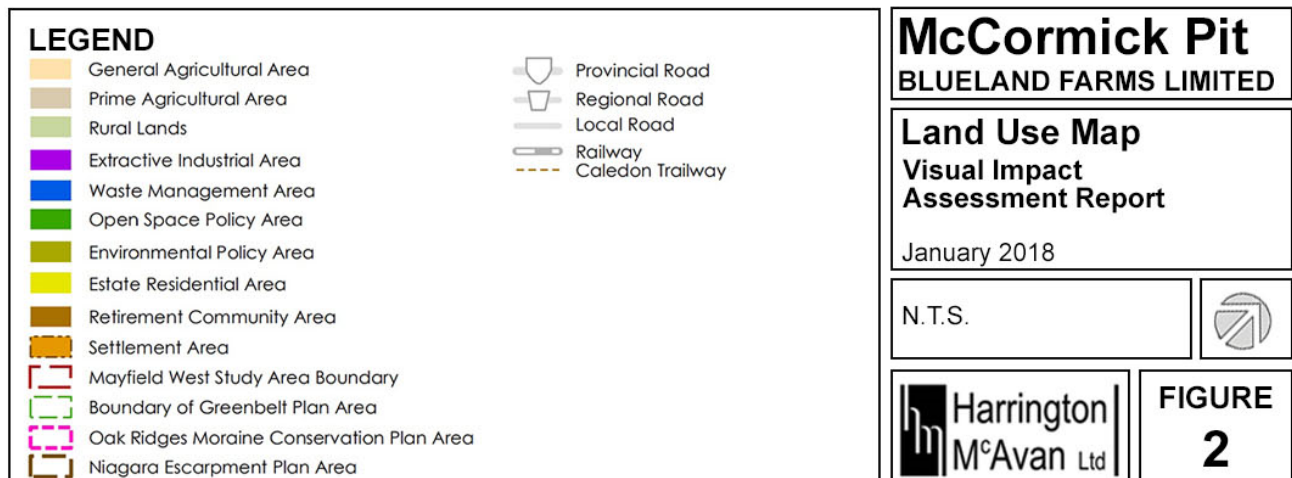 LEGEND
General Agricultural Area
Prime Agricultural Area
Rural Lands
Extractive Industrial Area
Waste Management Area
Open Space Policy Area
Environmental Policy Area
Estate Residential Area
Retirement Community Area
Settlement Area
Mayfield West Study Area Boundary
Boundary of Greenbelt Plan Area
Oak Ridges Moraine Conservation Plan Area
Niagara Escarpment Plan Area
Provincial Road
Regional Road
Local Road
Railway
Caledon Trailway
McCormick Pit
BLUELAND FARMS LIMITED
Land Use Map
Visual Impact
Assessment Report
January 2018
N.T.S.
hm
Harrington
McAvan Ltd
FIGURE
2